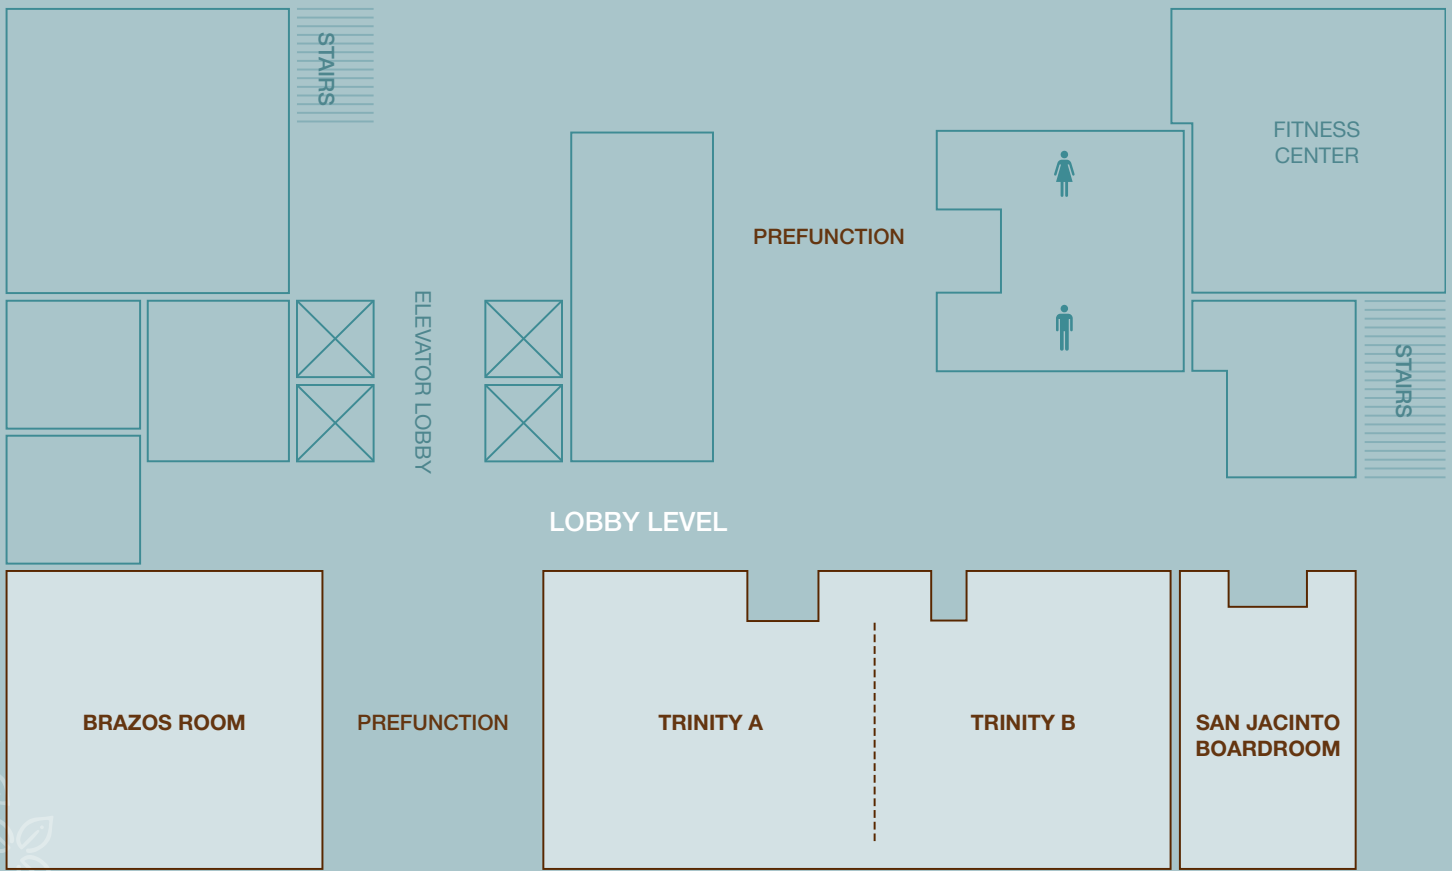 STAIRS
FITNESS
CENTER
PREFUNCTION
ELEVATOR LOBBY
STAIRS
LOBBY LEVEL
BRAZOS ROOM
PREFUNCTION
TRINITY A
TRINITY B
SAN JACINTO
BOARDROOM